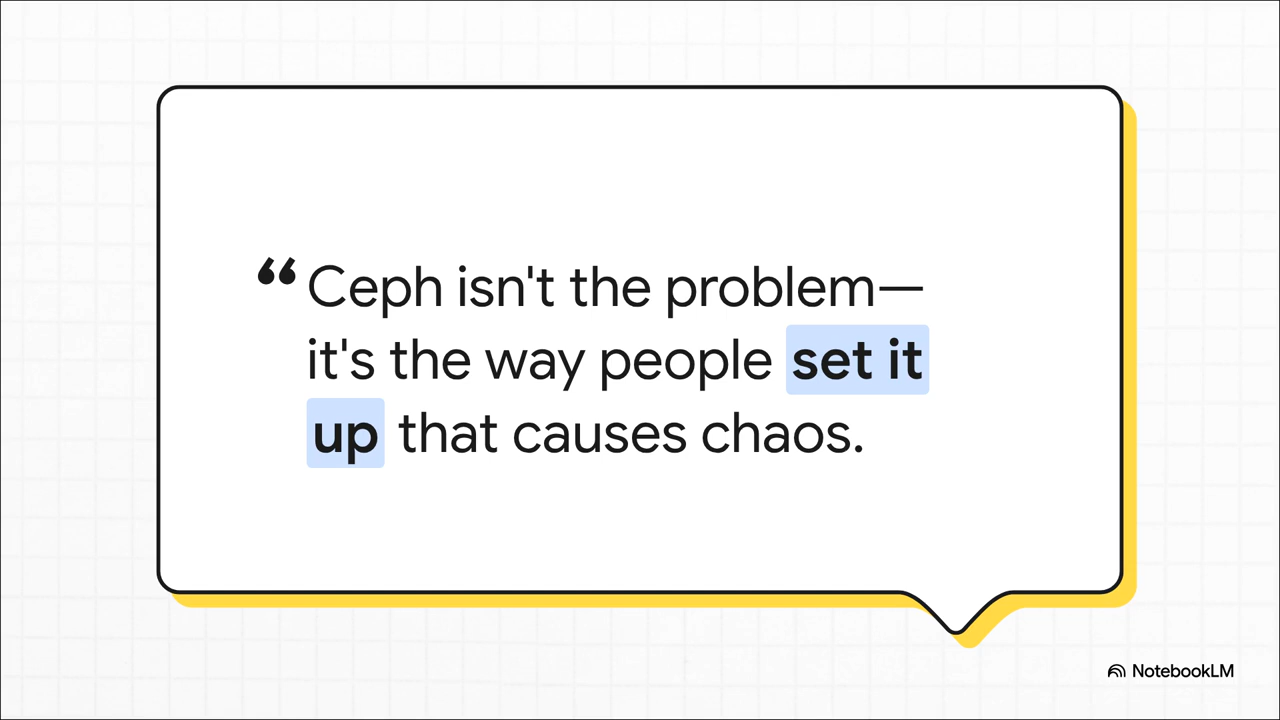 “Ceph isn't the problem—
it's the way people set it
up that causes chaos.
NotebookLM